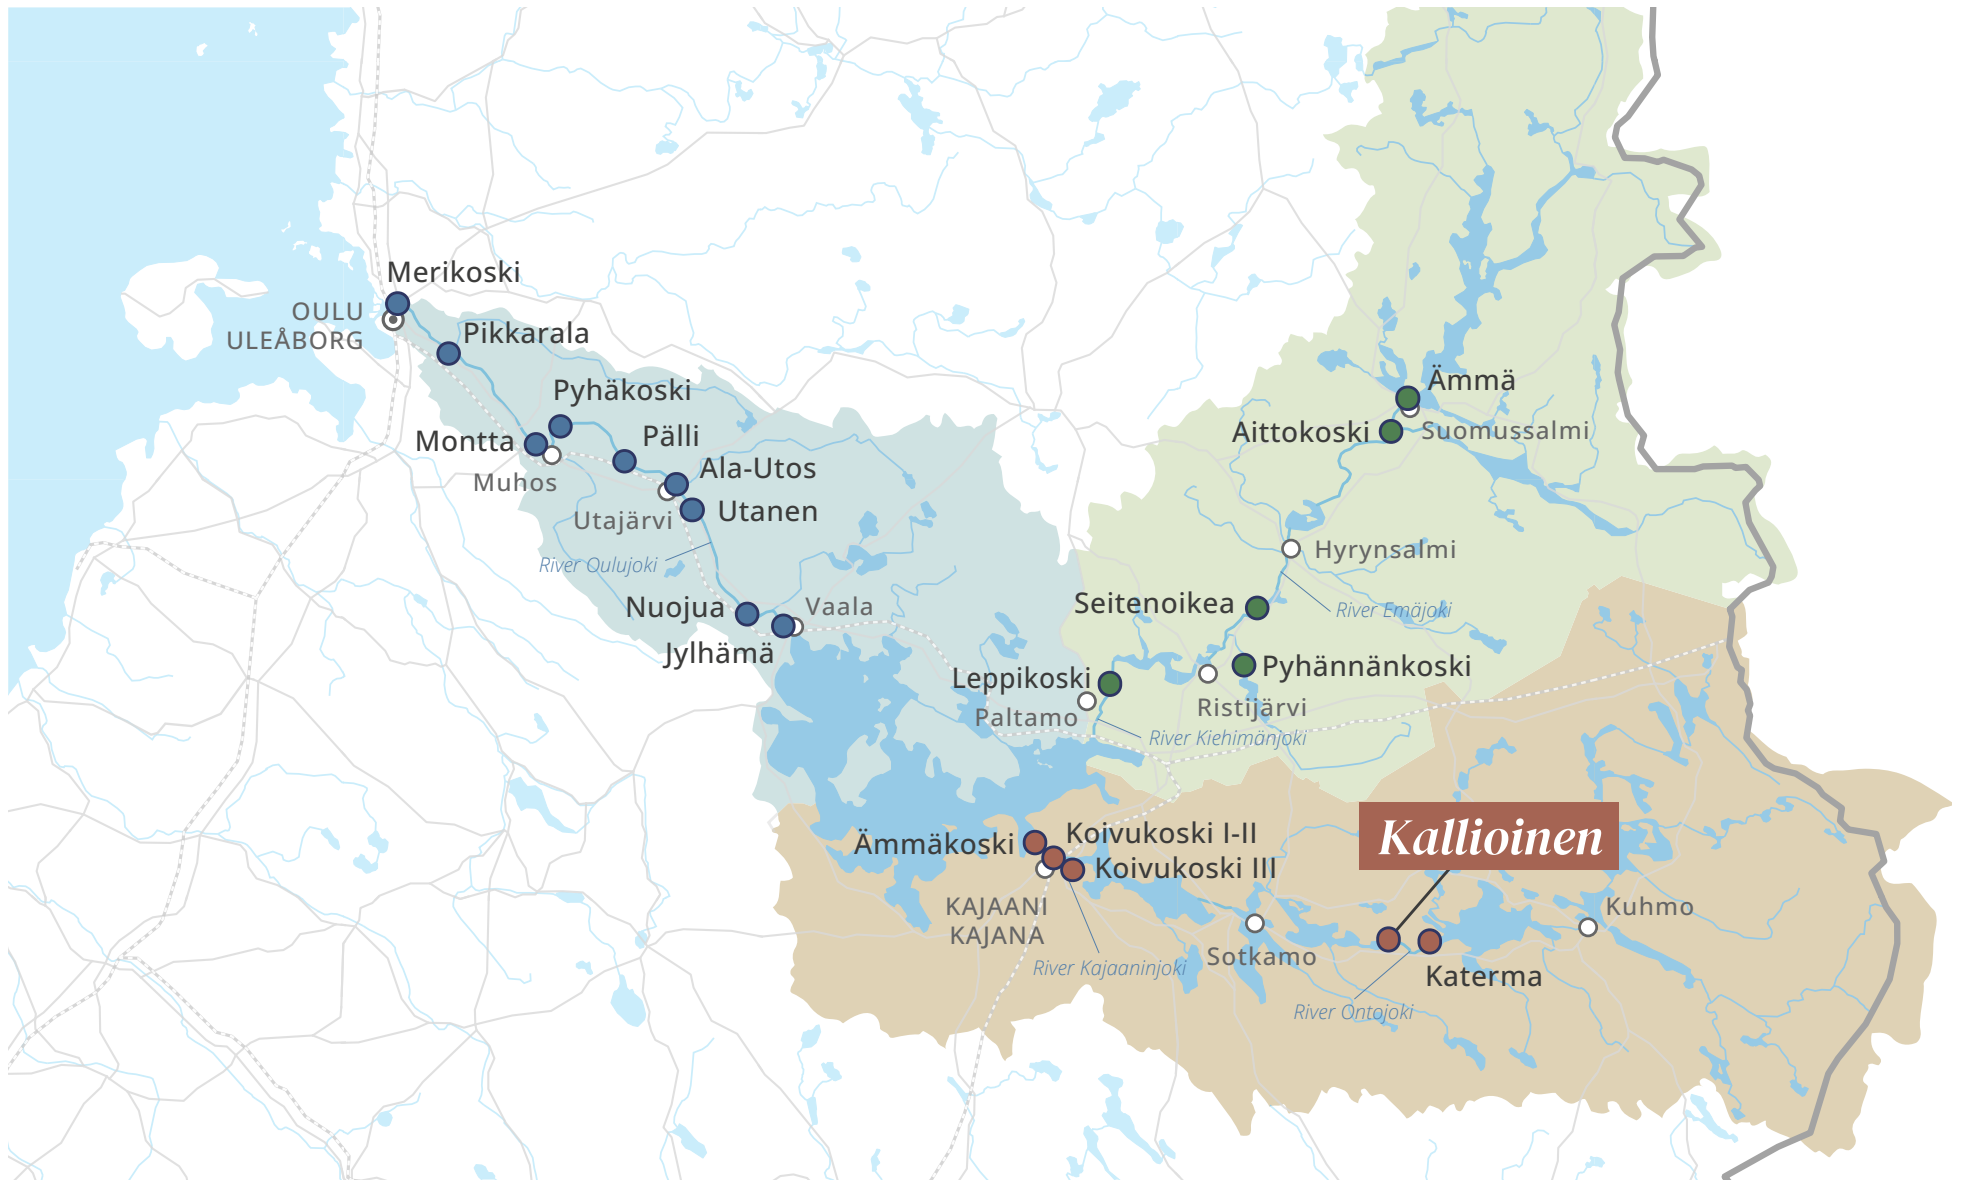 Merikoski
OULU
ULEÅBORG
Pikkarala
Pyhäkoski
Montta
Pälli
Muhos
Ala-Utos
Utajärvi
Utanen
River Oulujoki
Nuojua
Vaala
Jylhämä
Ämmä
Aittokoski
Suomussalmi
Hyrynsalmi
Seitenoikea
River Emäjoki
Leppikoski
Pyhännänkoski
Paltamo
Ristijärvi
River Kiehimänjoki
Kallioinen
Ämmäkoski
Koivukoski I-II
Koivukoski III
KAJAANI
KAJANA
River Kajaaninjoki
Sotkamo
Kuhmo
Katerma
River Ontojoki